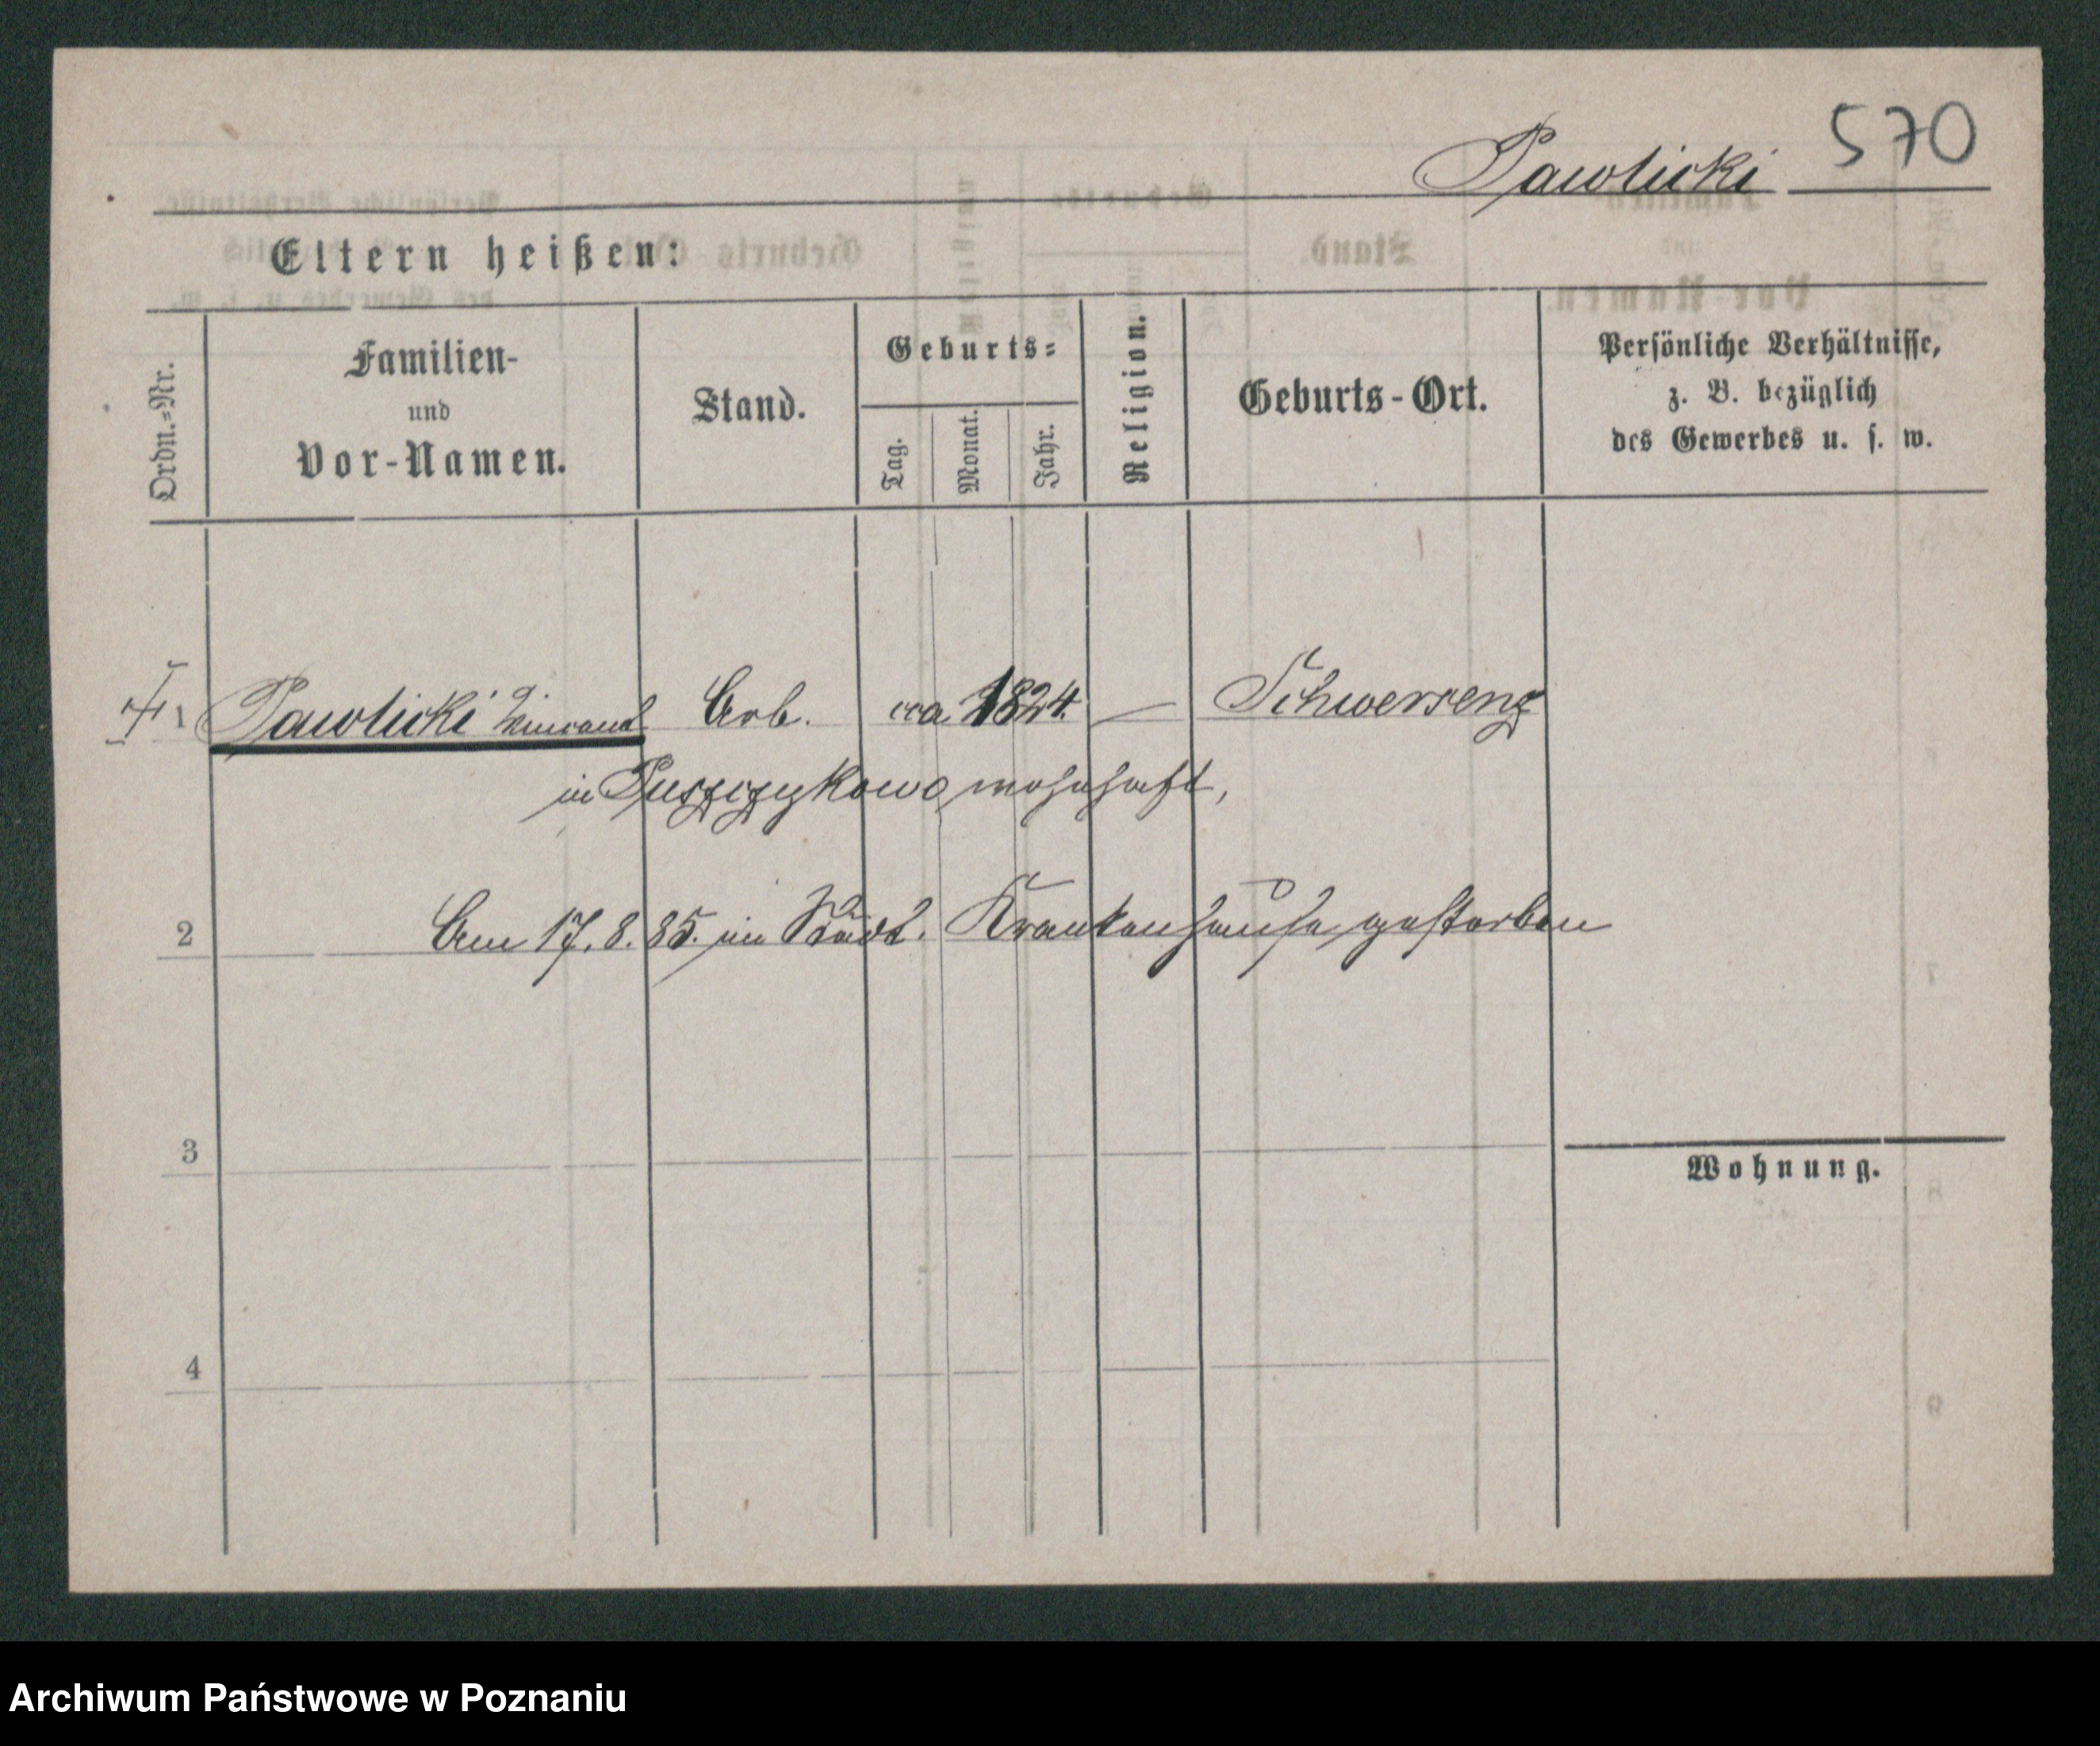 570
Pawlicki
Eltern heißen:
Ordn.=Nr.
Familien-
und
Vor-Namen.
Stand.
Geburts=
Tag.
Monat.
Jahr.
Religion.
Geburts-Ort.
Persönliche Verhältnisse,
z. B. bezüglich
des Gewerbes u. s. w.
1 Pawlicki Arb. cca 1824. — Schwersenz
in Puszczykowo wohnhaft,
2
Am 17. 8. 85. im Städt. Krankenhause gestorben
3
Wohnung.
4
Archiwum Państwowe w Poznaniu